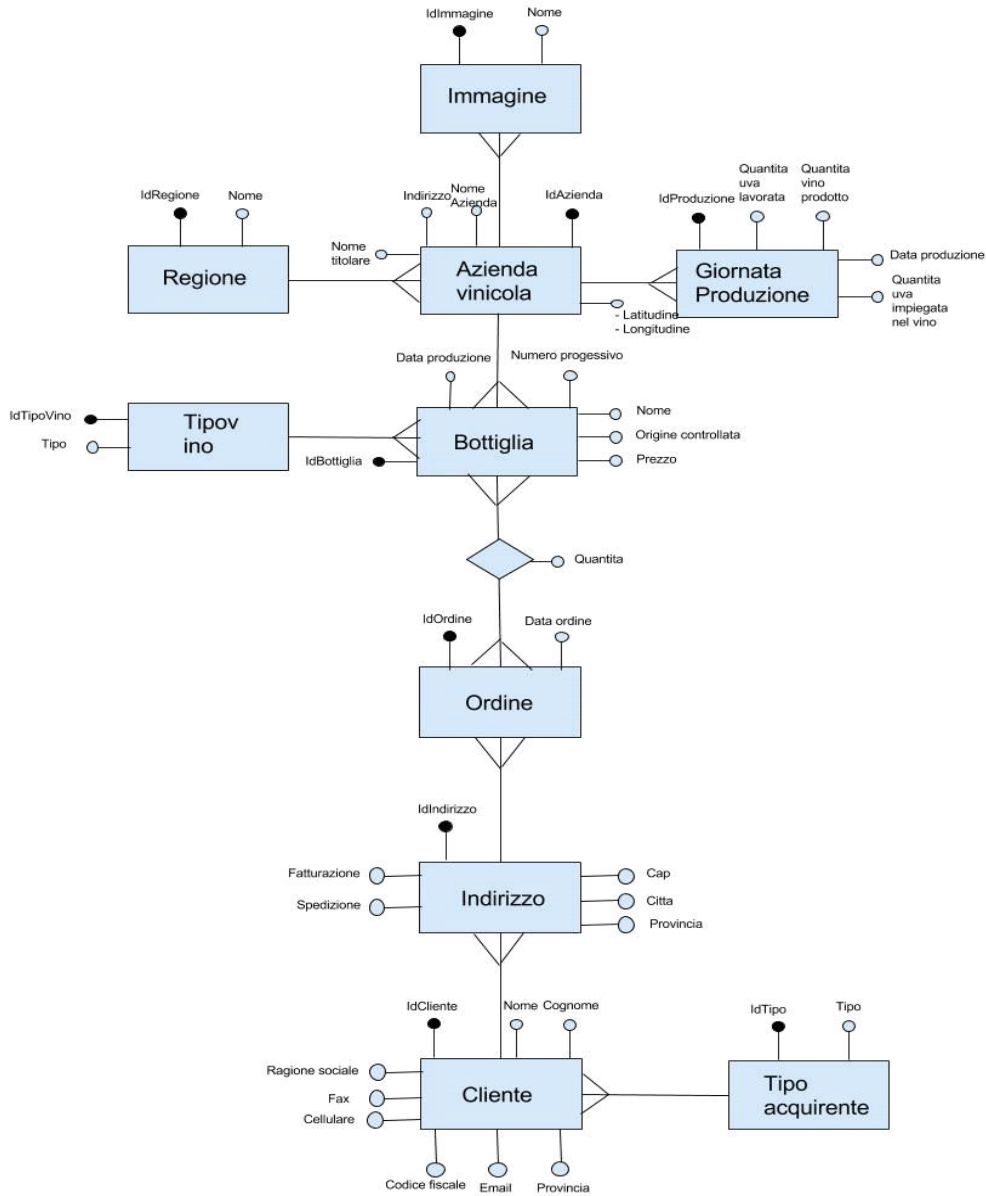 IdImmagine
Nome
Immagine
IdRegione
Nome
Regione
Indirizzo
Nome
Azienda
IdAzienda
Nome
titolare
Azienda
vinicola
- Latitudine
- Longitudine
IdProduzione
Quantita
uva
lavorata
Quantita
vino
prodotto
Giornata
Produzione
Data produzione
Quantita
uva
impiegata
nel vino
Data produzione
Numero progessivo
IdTipoVino
Tipo
Tipov
ino
IdBottiglia
Bottiglia
Nome
Origine controllata
Prezzo
Quantita
IdOrdine
Data ordine
Ordine
IdIndirizzo
Fatturazione
Spedizione
Indirizzo
Cap
Citta
Provincia
IdCliente
Nome
Cognome
Ragione sociale
Fax
Cellulare
Cliente
Codice fiscale
Email
Provincia
IdTipo
Tipo
Tipo
acquirente